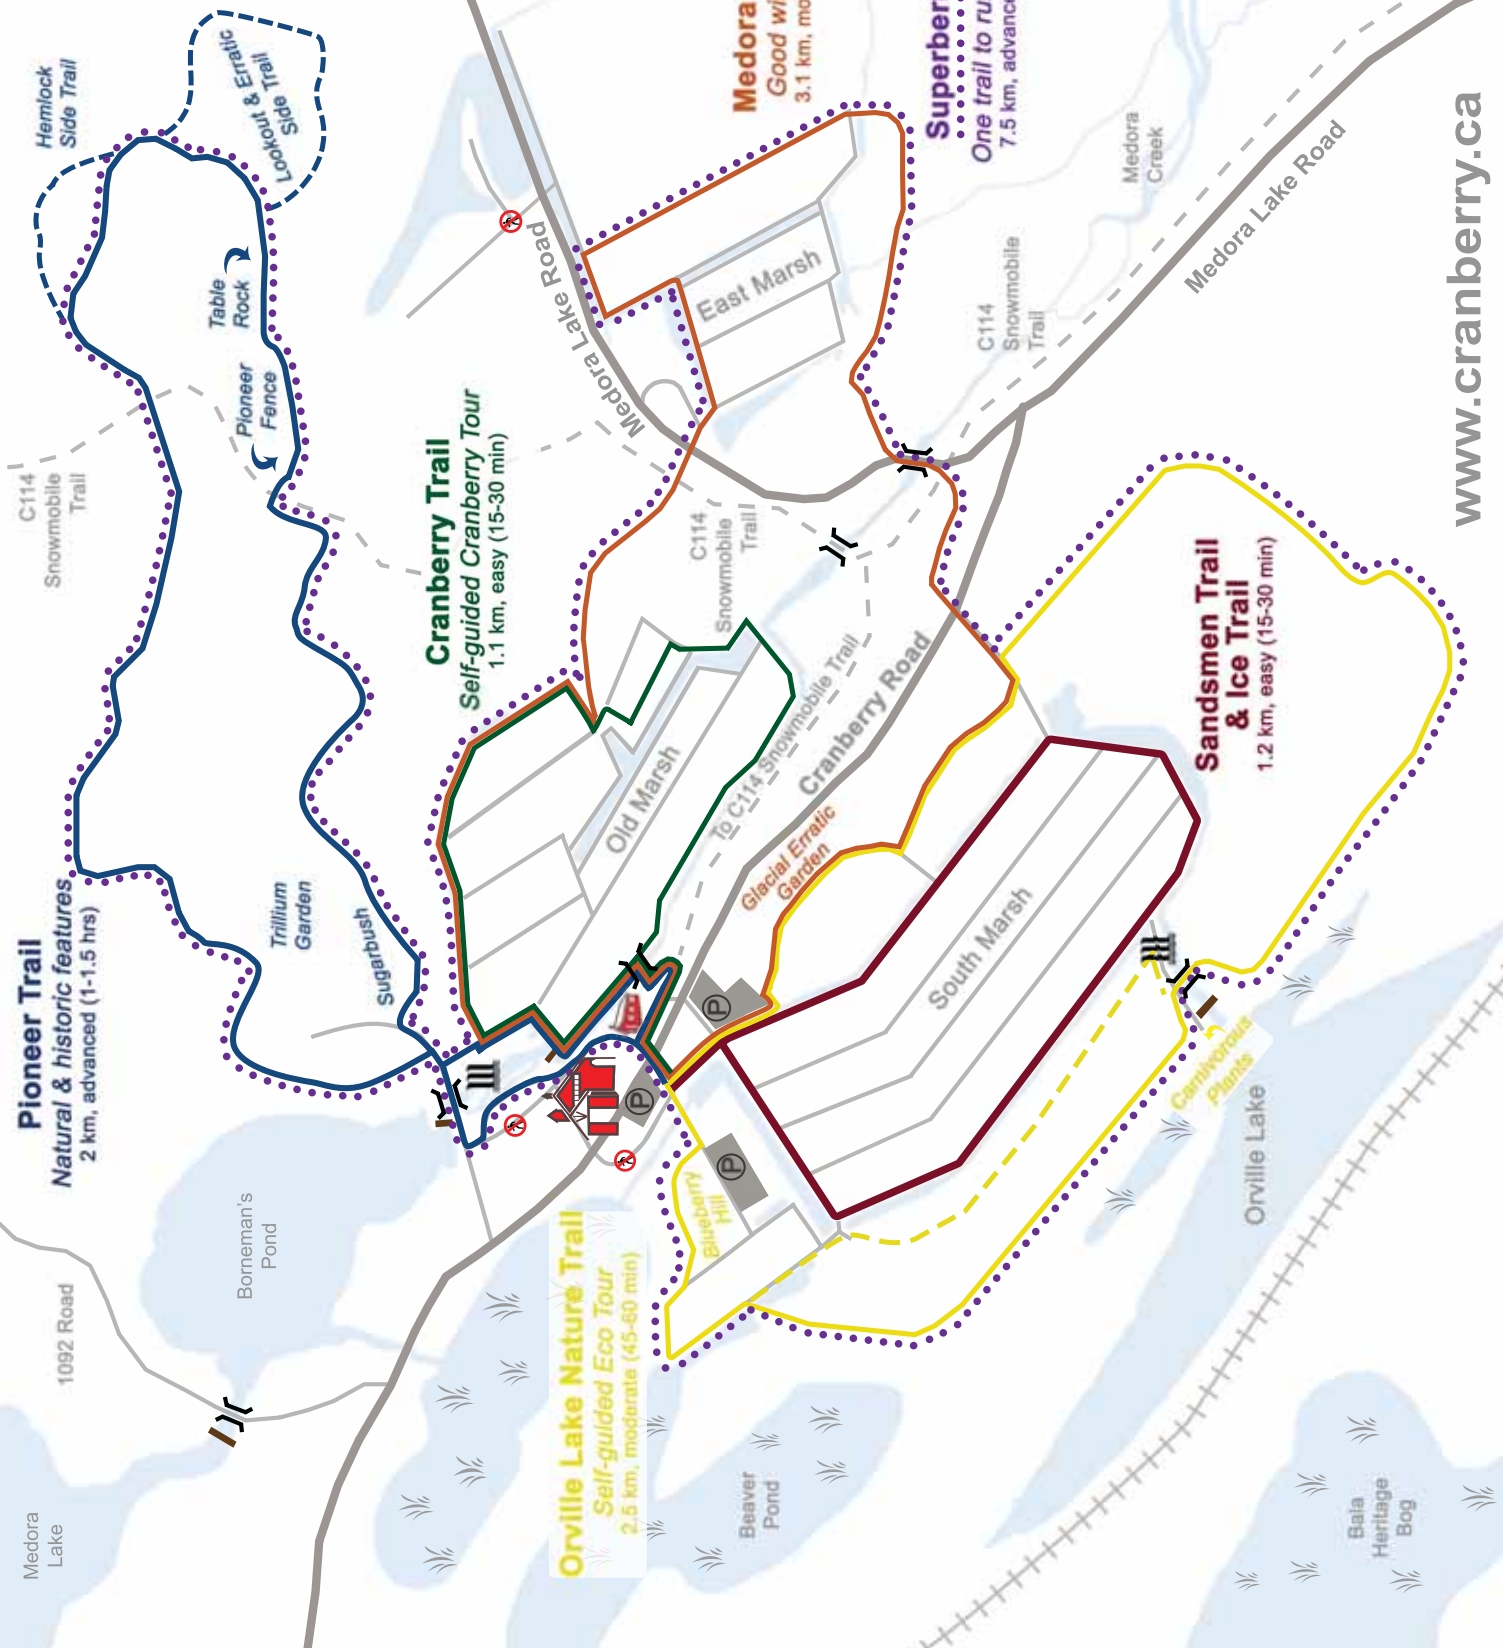 Hemlock
Side Trail
Lookout & Erratic
Side Trail
Table
Rock
Pioneer
Fence
C114
Snowmobile
Trail
Pioneer Trail
Natural & historic features
2 km, advanced (1-1.5 hrs)
Trillium
Garden
Sugarbush
Cranberry Trail
Self-guided Cranberry Tour
1.1 km, easy (15-30 min)
Medora Lake Road
East Marsh
Medora
Good wi
3.1 km, mo
Superber
One trail to ru
7.5 km, advance
Medora
Creek
C114
Snowmobile
Trail
Medora Lake Road
www.cranberry.ca
C114
Snowmobile
Trail
Old Marsh
To C114 Snowmobile Trail
Cranberry Road
Glacial Erratic
Garden
South Marsh
Sandsmen Trail
& Ice Trail
1.2 km, easy (15-30 min)
P
P
P
Blueberry
Hill
Carnivorous
Plants
Orville Lake
Orville Lake Nature Trail
Self-guided Eco Tour
2.5 km, moderate (45-60 min)
Borneman's
Pond
1092 Road
Medora
Lake
Beaver
Pond
Bala
Heritage
Bog